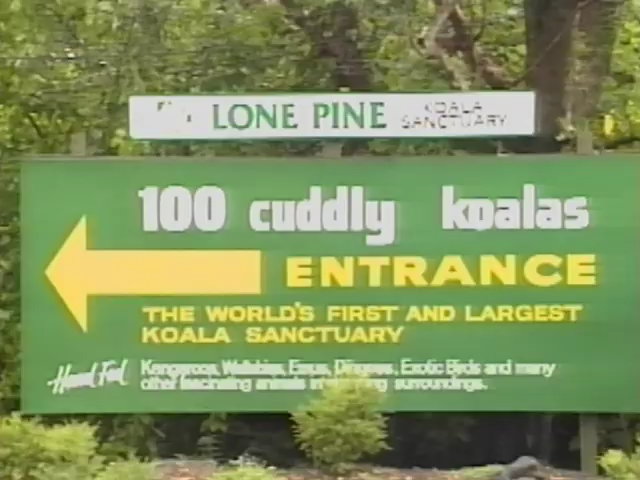 LONE PINE KOALA SANCTUARY
100 cuddly koalas
ENTRANCE
THE WORLD'S FIRST AND LARGEST
KOALA SANCTUARY
Hand Feed Kangaroos, Wallabies, Emus, Dingoes, Exotic Birds and many
other fascinating animals in surroundings.